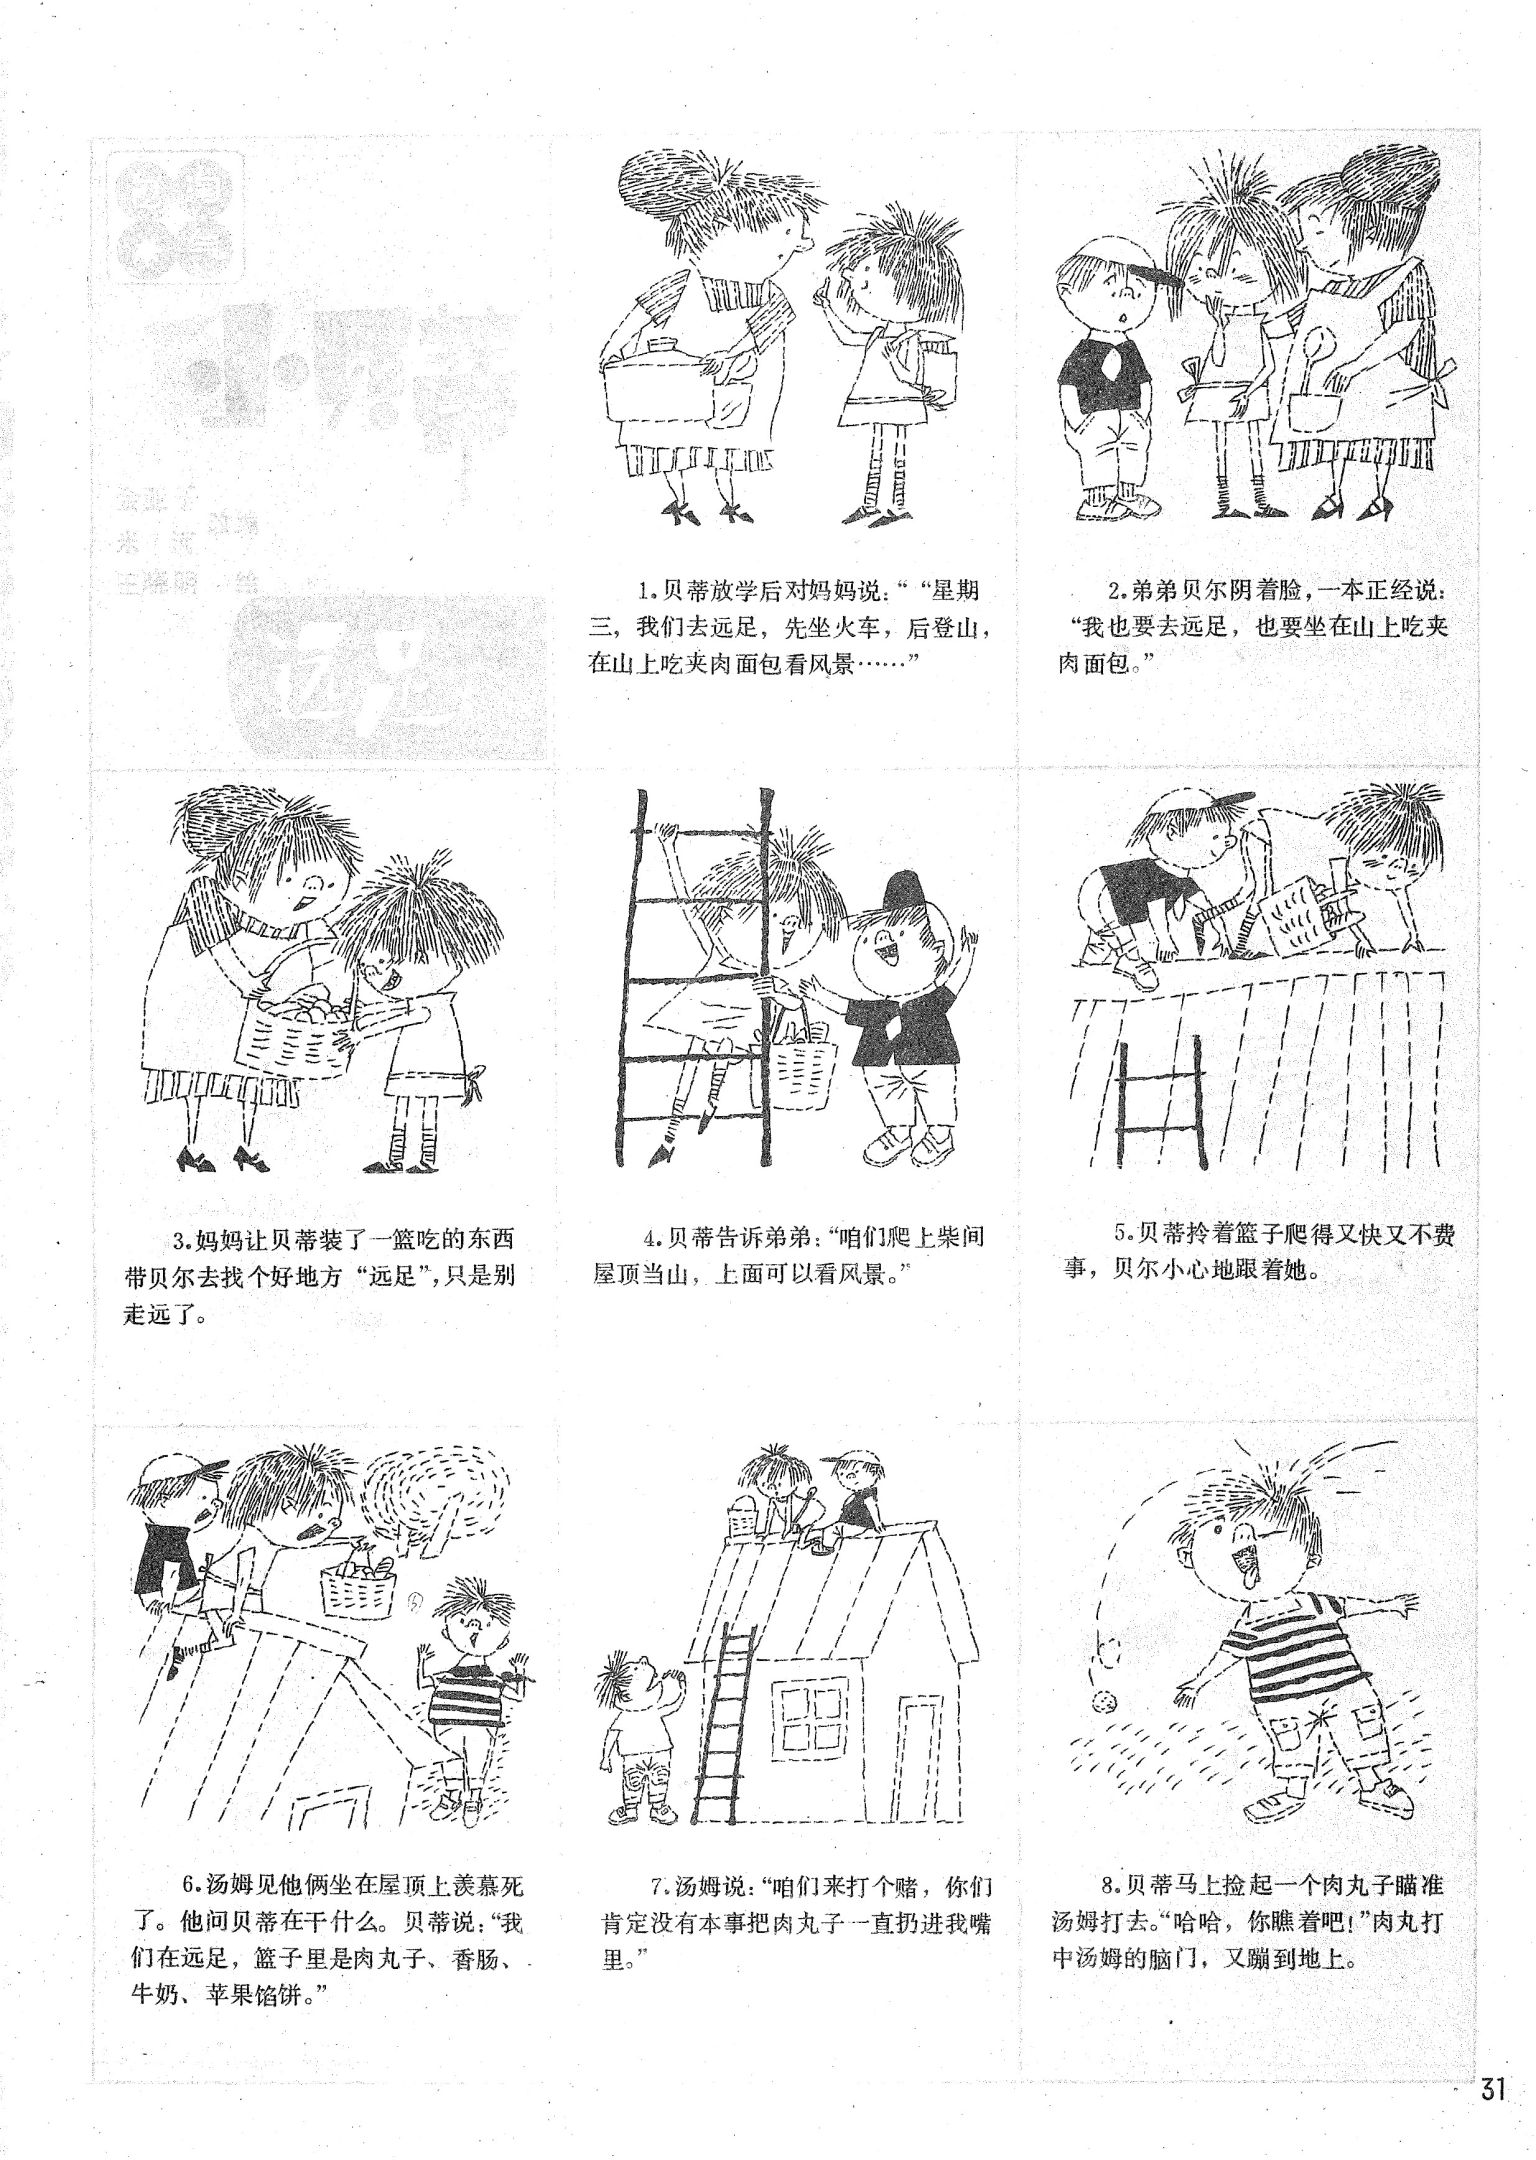 1.贝蒂放学后对妈妈说：“ “星期
三，我们去远足，先坐火车，后登山，
在山上吃夹肉面包看风景……”
2.弟弟贝尔阴着脸，一本正经说：
“我也要去远足，也要坐在山上吃夹
肉面包。”
3.妈妈让贝蒂装了一篮吃的东西
带贝尔去找个好地方“远足”，只是别
走远了。
4.贝蒂告诉弟弟：“咱们爬上柴间
屋顶当山，上面可以看风景。”
5.贝蒂拎着篮子爬得又快又不费
事，贝尔小心地跟着她。
6.汤姆见他俩坐在屋顶上羡慕死
了。他问贝蒂在干什么。贝蒂说：“我
们在远足，篮子里是肉丸子、香肠、
牛奶、苹果馅饼。”
7.汤姆说：“咱们来打个赌，你们
肯定没有本事把肉丸子一直扔进我嘴
里。”
8.贝蒂马上捡起一个肉丸子瞄准
汤姆打去。“哈哈，你瞧着吧！”肉丸打
中汤姆的脑门，又蹦到地上。
31